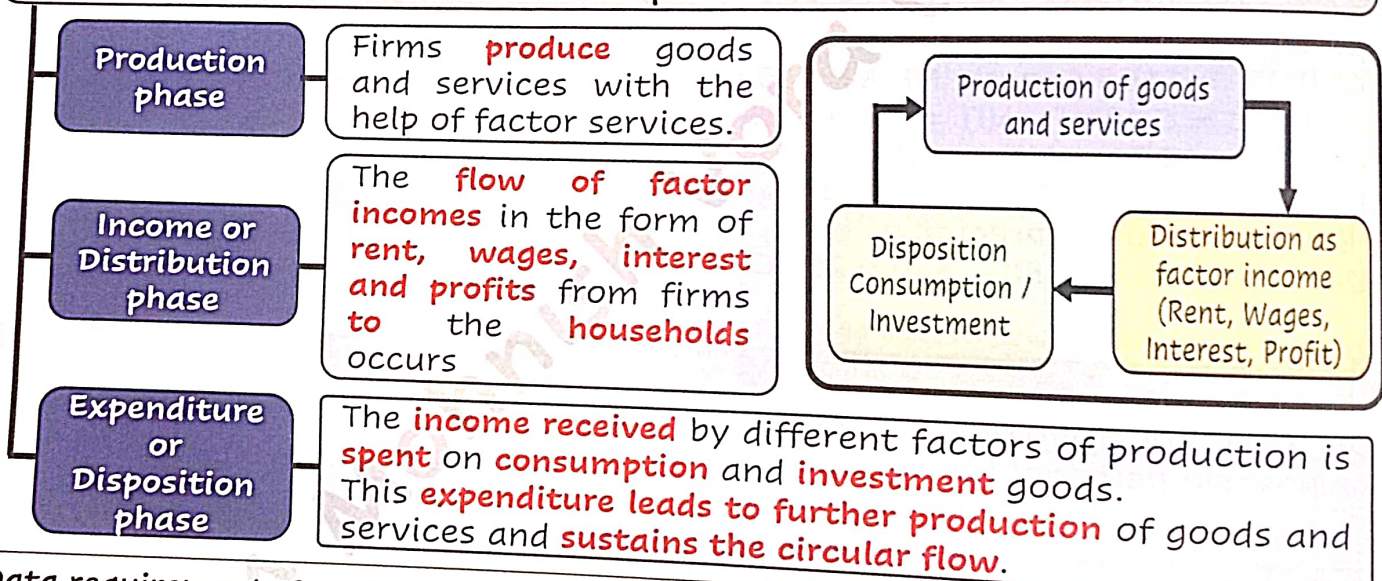 Production
phase
Firms produce goods
and services with the
help of factor services.
Income or
Distribution
phase
The flow of factor
incomes in the form of
rent, wages, interest
and profits from firms
to the households
occurs
Expenditure
or
Disposition
phase
The income received by different factors of production is
spent on consumption and investment goods.
This expenditure leads to further production of goods and
services and sustains the circular flow.
Production of goods
and services
Distribution as
factor income
(Rent, Wages,
Interest, Profit)
Disposition
Consumption /
Investment